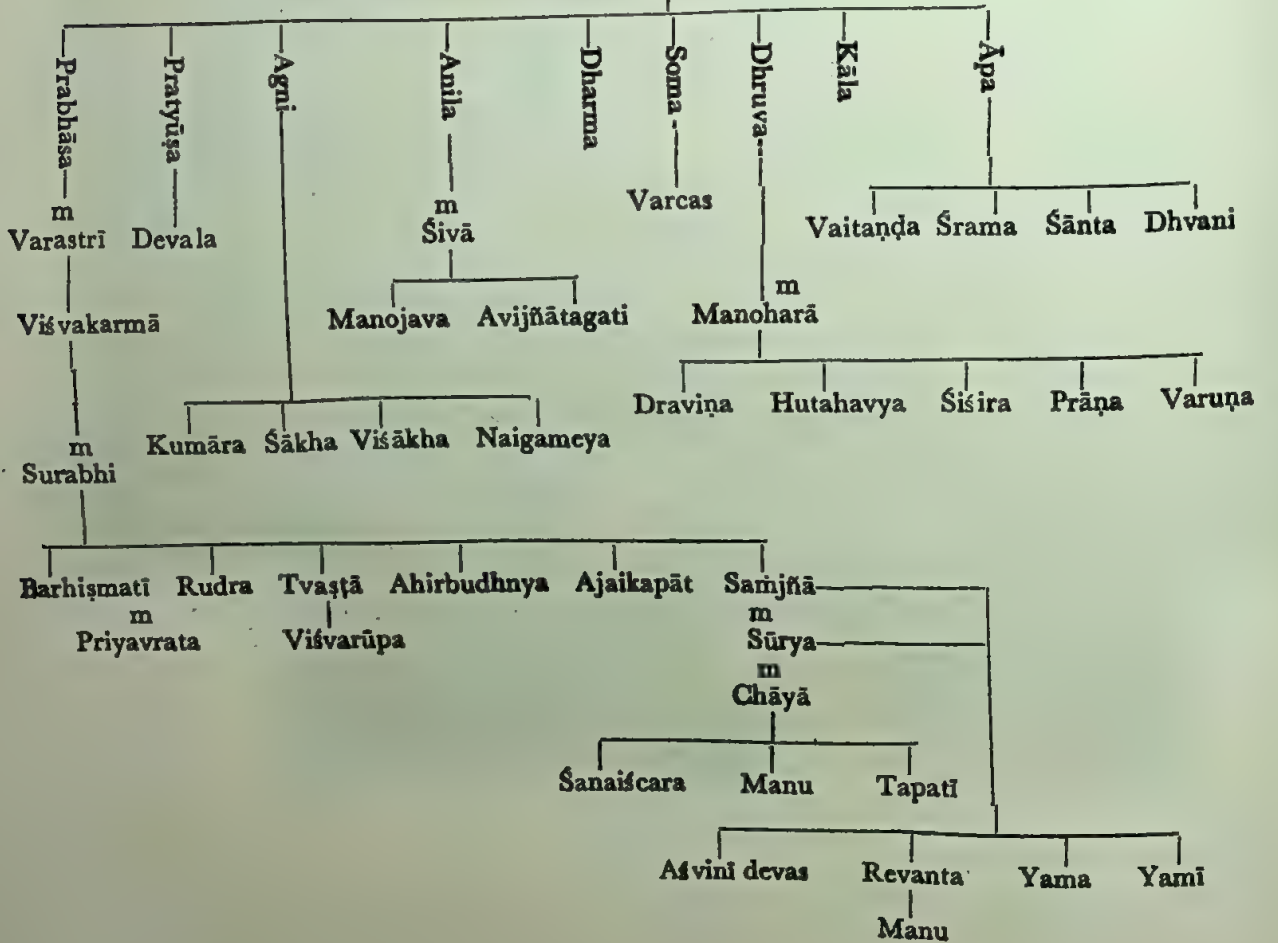 Prabhāsa
Pratyūṣa
Agni
Anila
Dharma
Soma
Dhruva
Kāla
Āpa
m
Varastrī Devala
m
Śivā
Varcas
Vaitaṇḍa Śrama Śānta Dhvani
Viśvakarmā
Manojava Avijñātagati
m
Manoharā
Draviṇa Hutahavya Śiśira Prāṇa Varuṇa
m
Surabhi
Kumāra Śākha Viśākha Naigameya
Barhiṣmatī Rudra Tvaṣṭā Ahirbudhnya Ajaikapāt Saṁjñā
m
Priyavrata Viśvarūpa
m
Sūrya
m
Chāyā
Śanaiścara Manu Tapatī
Aśvinī devas Revanta Yama Yamī
Manu